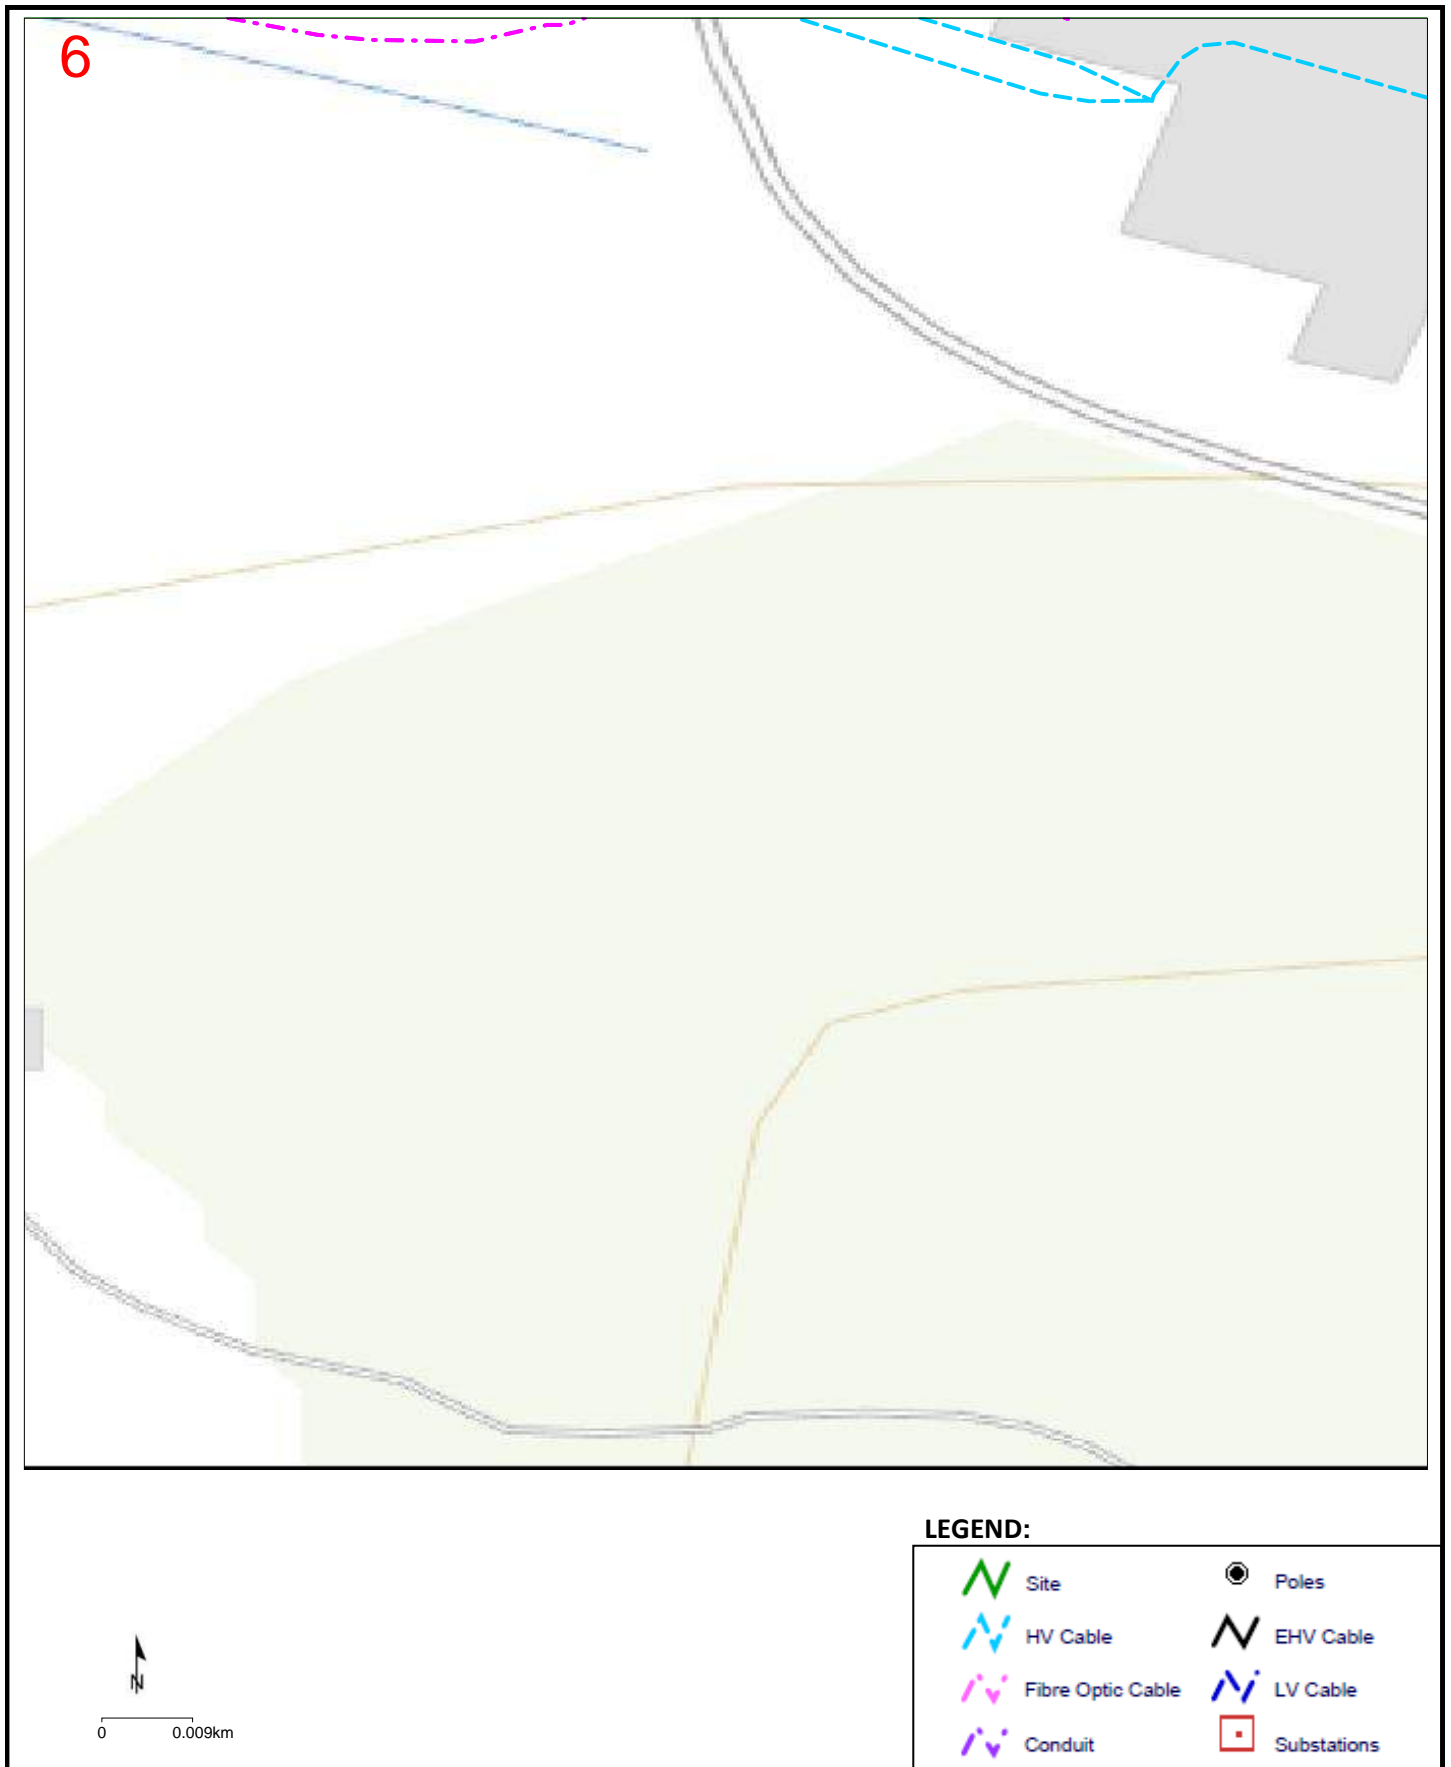 6
LEGEND:
Site
Poles
HV Cable
EHV Cable
Fibre Optic Cable
LV Cable
Conduit
Substations
N
0 0.009km